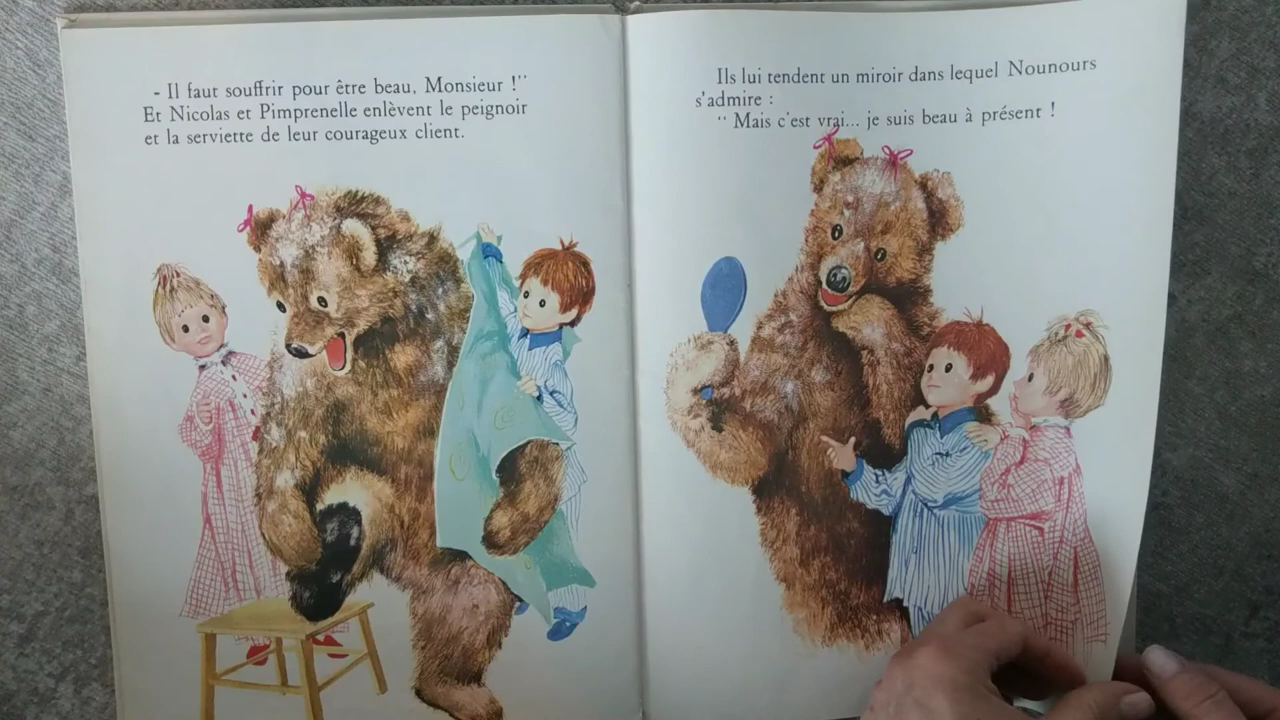 - Il faut souffrir pour être beau, Monsieur !''
Et Nicolas et Pimprenelle enlèvent le peignoir
et la serviette de leur courageux client.
Ils lui tendent un miroir dans lequel Nounours
s'admire :
'' Mais c'est vrai... je suis beau à présent !